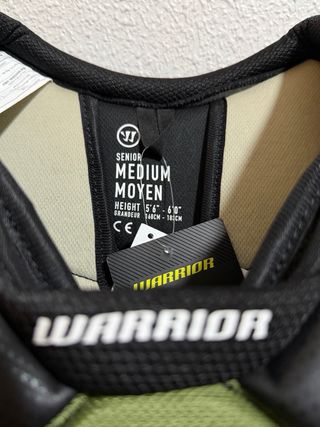 SENIOR
MEDIUM
MOYEN
HEIGHT 5'6" - 6'0"
GRANDEUR 168CM - 183CM
CE
WARRIOR
WARRIOR